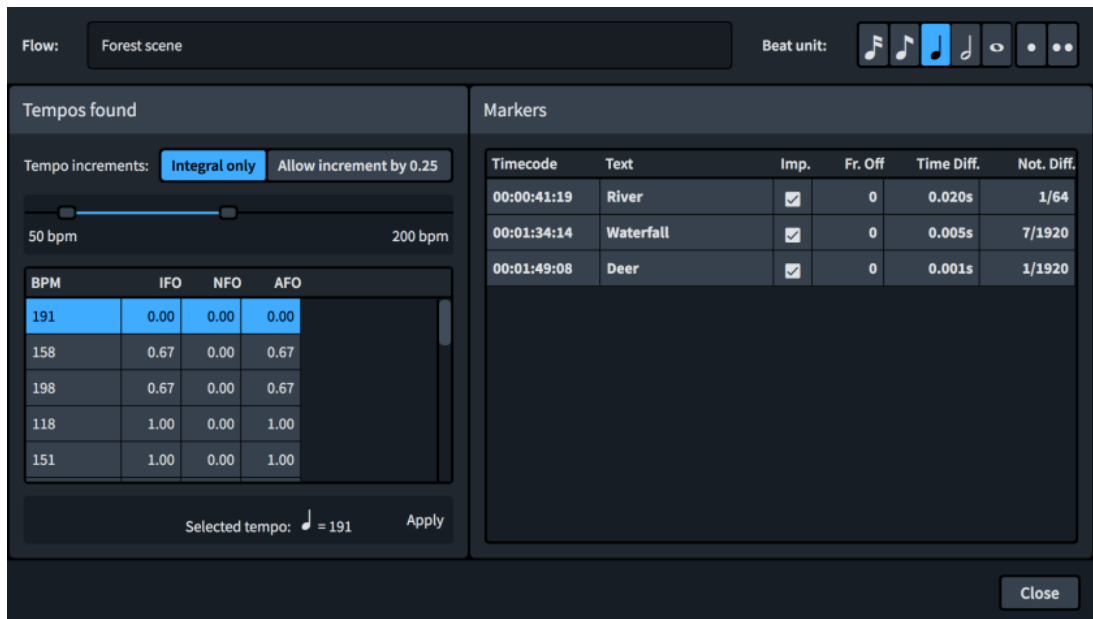 Flow: Forest scene Beat unit:
Tempos found
Tempo increments: Integral only Allow increment by 0.25
50 bpm 200 bpm
BPM IFO NFO AFO
191 0.00 0.00 0.00
158 0.67 0.00 0.67
198 0.67 0.00 0.67
118 1.00 0.00 1.00
151 1.00 0.00 1.00
Selected tempo: = 191 Apply
Markers
Timecode Text Imp. Fr. Off Time Diff. Not. Diff.
00:00:41:19 River 0 0.020s 1/64
00:01:34:14 Waterfall 0 0.005s 7/1920
00:01:49:08 Deer 0 0.001s 1/1920
Close